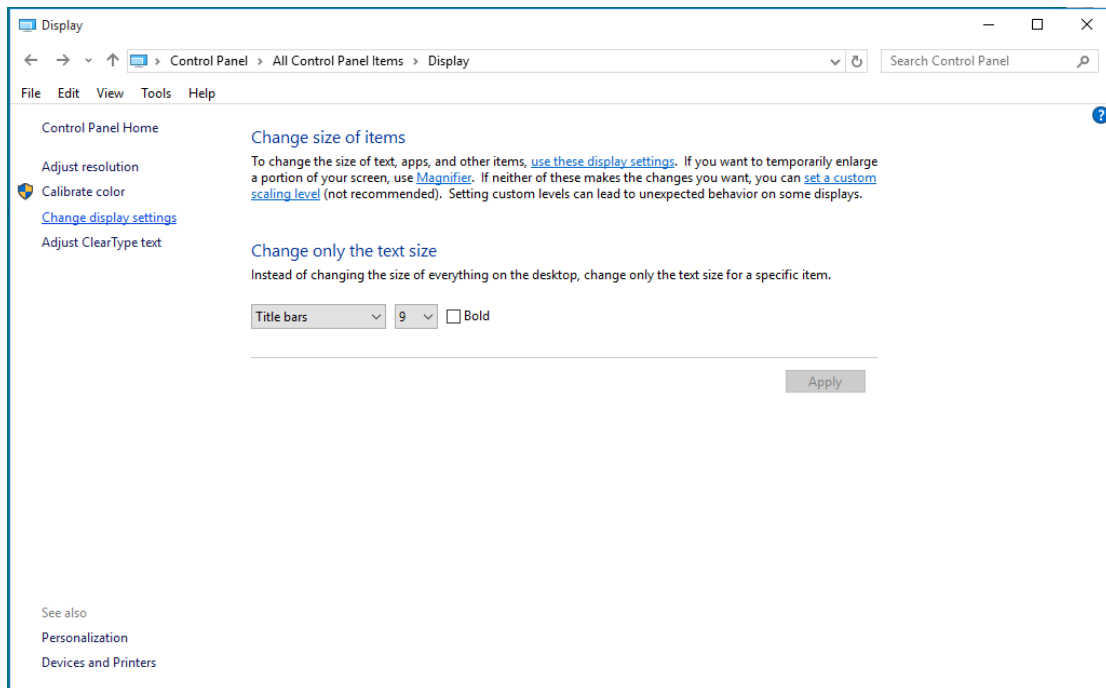 Display
Control Panel > All Control Panel Items > Display
Search Control Panel
File Edit View Tools Help
?
Control Panel Home
Adjust resolution
Calibrate color
Change display settings
Adjust ClearType text
Change size of items
To change the size of text, apps, and other items, use these display settings. If you want to temporarily enlarge
a portion of your screen, use Magnifier. If neither of these makes the changes you want, you can set a custom
scaling level (not recommended). Setting custom levels can lead to unexpected behavior on some displays.
Change only the text size
Instead of changing the size of everything on the desktop, change only the text size for a specific item.
Title bars 9 Bold
Apply
See also
Personalization
Devices and Printers